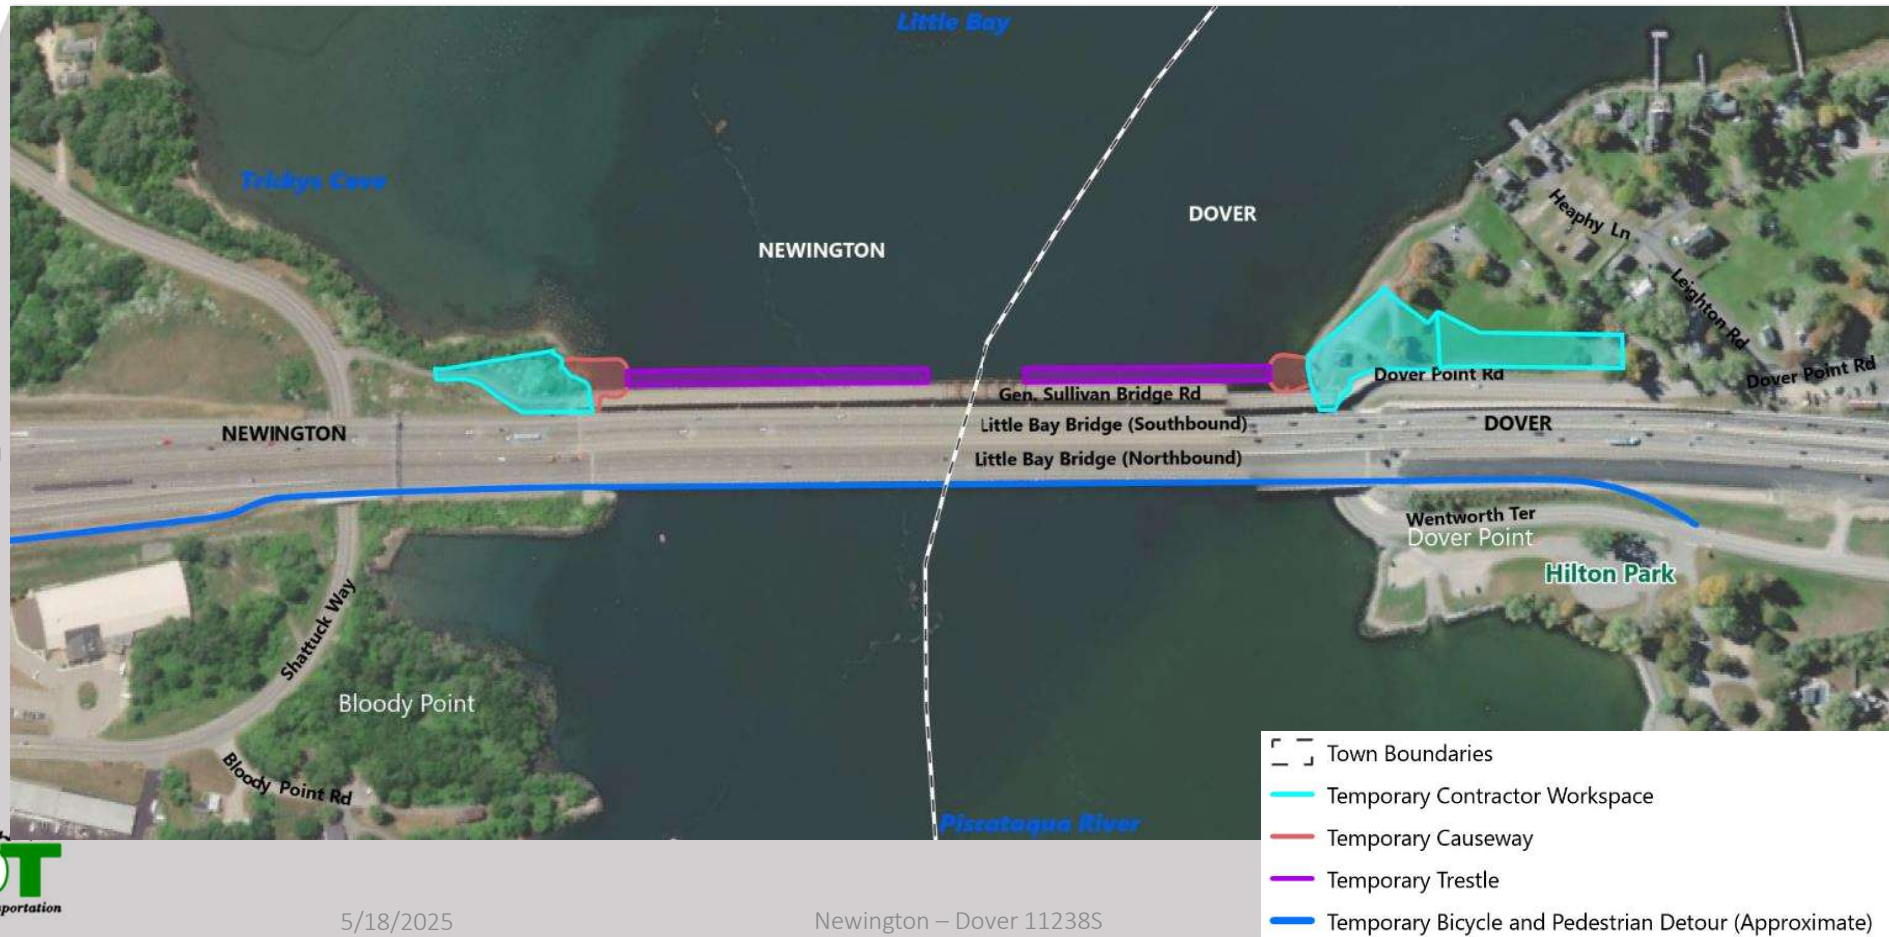 Little Bay
Trickys Cove
DOVER
NEWINGTON
Heaphy Ln
Leighton Rd
Dover Point Rd
Dover Point Rd
Gen. Sullivan Bridge Rd
Little Bay Bridge (Southbound)
DOVER
NEWINGTON
Little Bay Bridge (Northbound)
Wentworth Ter
Dover Point
Hilton Park
Shattuck Way
Bloody Point
Bloody Point Rd
Piscataqua River
Town Boundaries
Temporary Contractor Workspace
Temporary Causeway
Temporary Trestle
Temporary Bicycle and Pedestrian Detour (Approximate)
5/18/2025
Newington – Dover 11238S